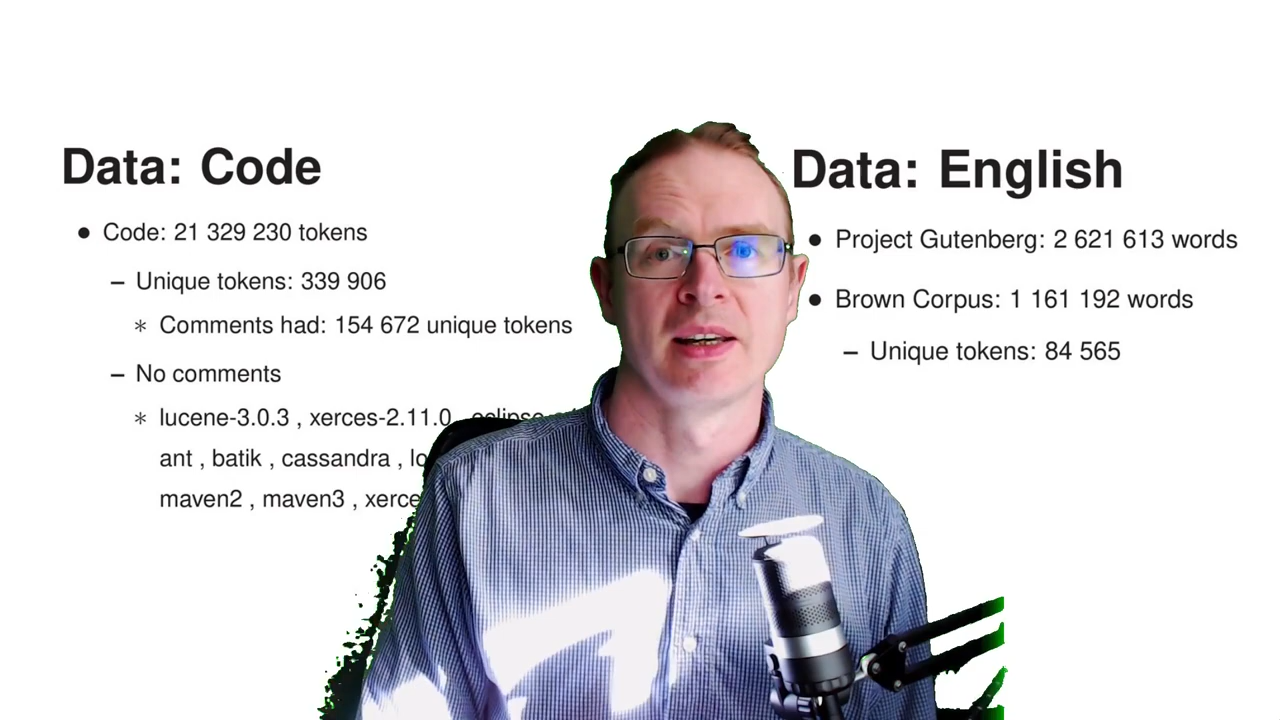 Data: Code
● Code: 21 329 230 tokens
– Unique tokens: 339 906
∗ Comments had: 154 672 unique tokens
– No comments
∗ lucene-3.0.3 , xerces-2.11.0 , eclipse
ant , batik , cassandra ,
maven2 , maven3 ,
Data: English
● Project Gutenberg: 2 621 613 words
● Brown Corpus: 1 161 192 words
– Unique tokens: 84 565